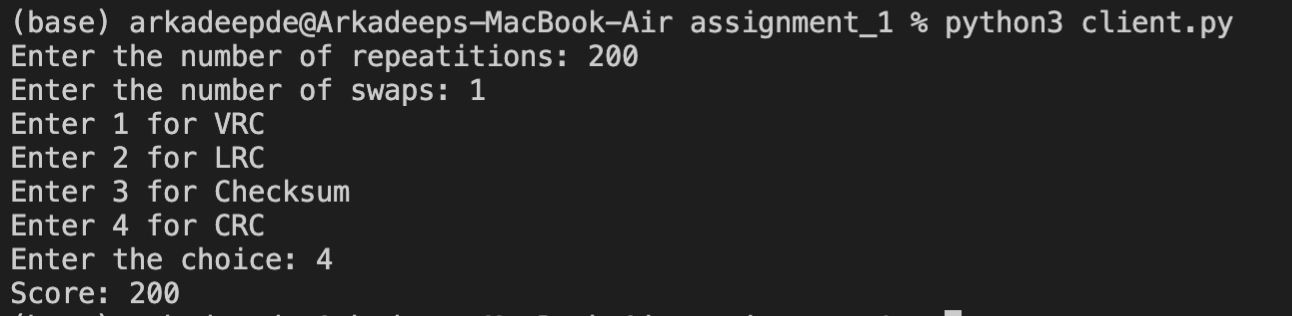 (base) arkadeepde@Arkadeeps-MacBook-Air assignment_1 % python3 client.py
Enter the number of repeatitions: 200
Enter the number of swaps: 1
Enter 1 for VRC
Enter 2 for LRC
Enter 3 for Checksum
Enter 4 for CRC
Enter the choice: 4
Score: 200